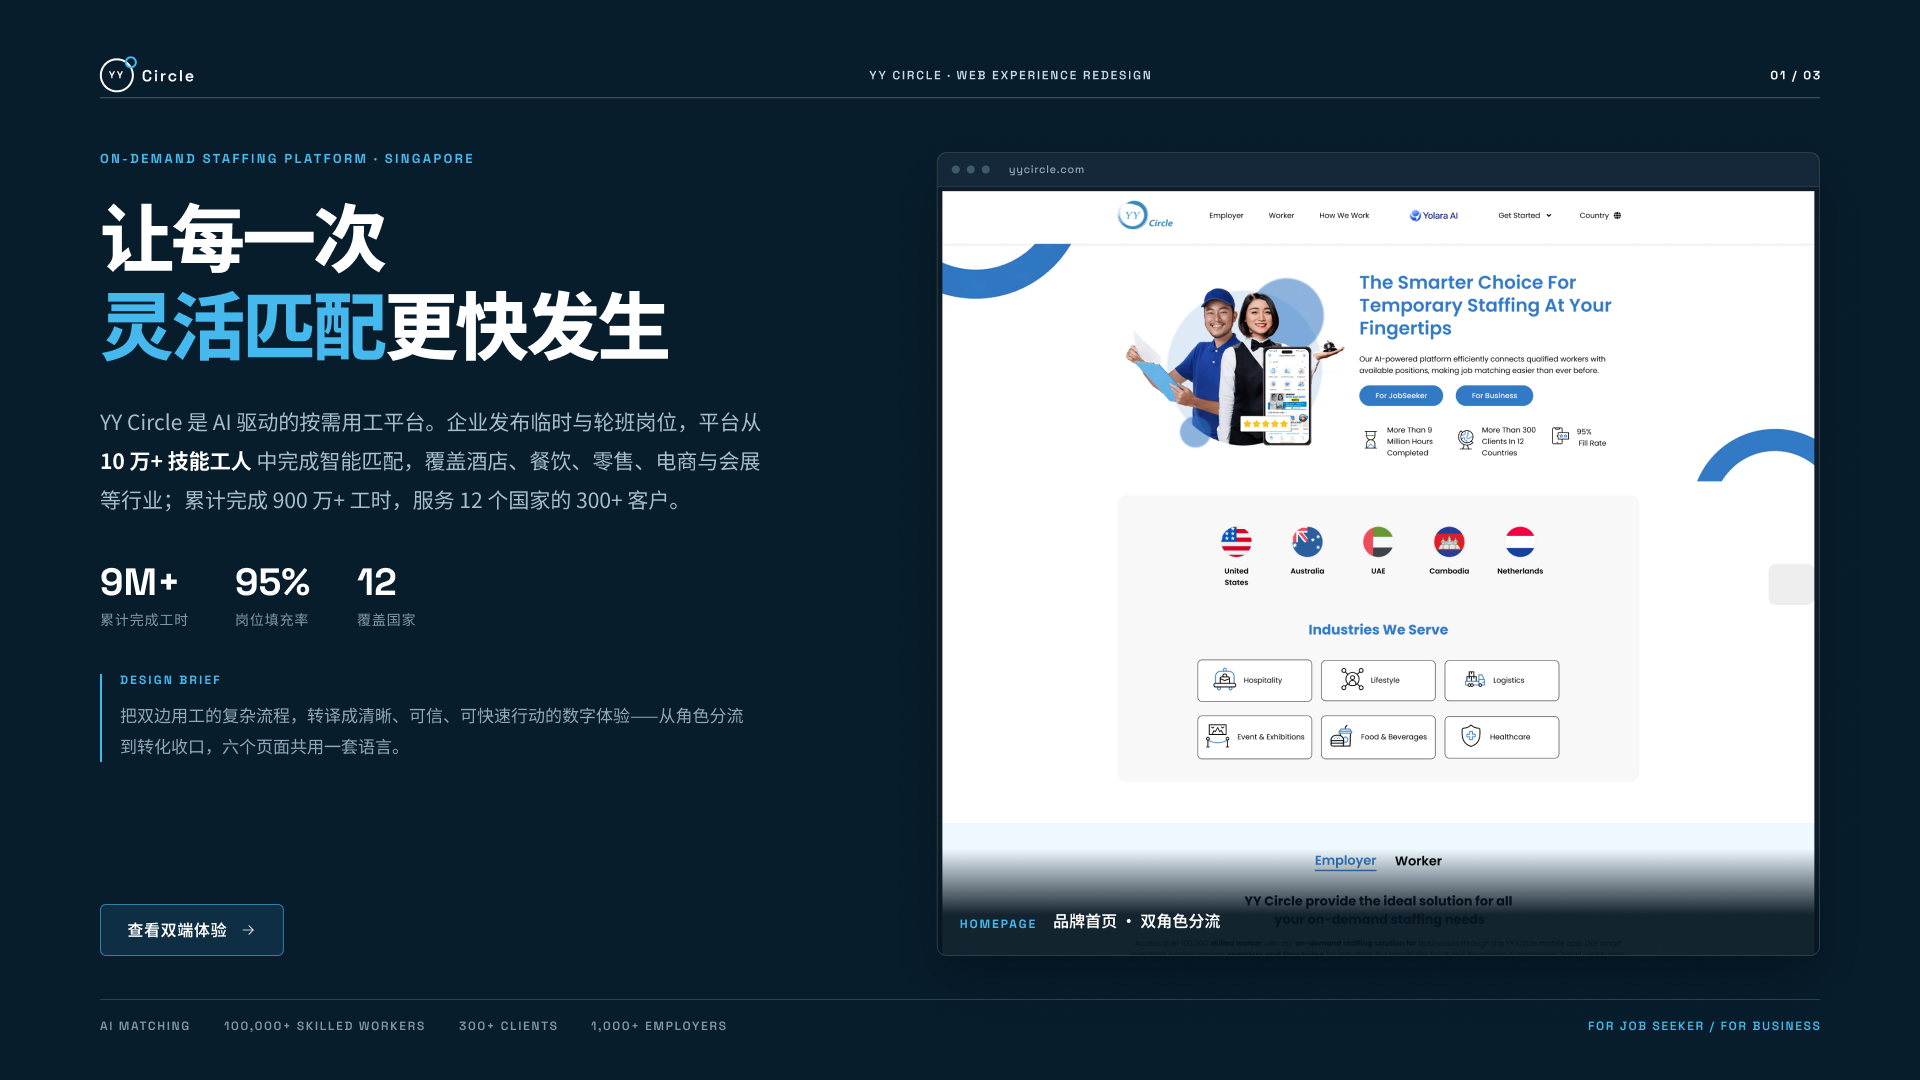 YY Circle
YY CIRCLE · WEB EXPERIENCE REDESIGN
01 / 03
ON-DEMAND STAFFING PLATFORM · SINGAPORE
让每一次
灵活匹配更快发生
YY Circle 是 AI 驱动的按需用工平台。企业发布临时与轮班岗位，平台从
10 万+ 技能工人 中完成智能匹配，覆盖酒店、餐饮、零售、电商与会展
等行业；累计完成 900 万+ 工时，服务 12 个国家的 300+ 客户。
9M+
累计完成工时
95%
岗位填充率
12
覆盖国家
DESIGN BRIEF
把双边用工的复杂流程，转译成清晰、可信、可快速行动的数字体验——从角色分流
到转化收口，六个页面共用一套语言。
查看双端体验 →
yycircle.com
YY Circle
Employer
Worker
How We Work
Yolara AI
Get Started
Country
The Smarter Choice For
Temporary Staffing At Your
Fingertips
Our AI-powered platform efficiently connects qualified workers with
available positions, making job matching easier than ever before.
For JobSeeker
For Business
More Than 9
Million Hours
Completed
More Than 300
Clients In 12
Countries
95%
Fill Rate
United
States
Australia
UAE
Cambodia
Netherlands
Industries We Serve
Hospitality
Lifestyle
Logistics
Event & Exhibitions
Food & Beverages
Healthcare
Employer
Worker
YY Circle provide the ideal solution for all
your on-demand staffing needs
HOMEPAGE
品牌首页 · 双角色分流
AI MATCHING
100,000+ SKILLED WORKERS
300+ CLIENTS
1,000+ EMPLOYERS
FOR JOB SEEKER / FOR BUSINESS